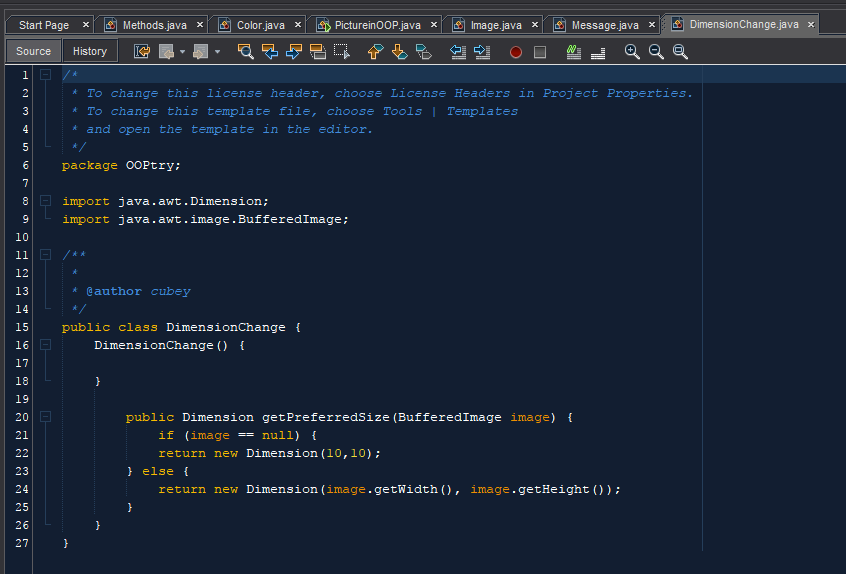 Start Page Methods.java Color.java PictureinOOP.java Image.java Message.java DimensionChange.java
Source History
1 /*
2 * To change this license header, choose License Headers in Project Properties.
3 * To change this template file, choose Tools | Templates
4 * and open the template in the editor.
5 */
6 package OOPtry;
7
8 import java.awt.Dimension;
9 import java.awt.image.BufferedImage;
10
11 /**
12 *
13 * @author cubey
14 */
15 public class DimensionChange {
16 DimensionChange() {
17
18 }
19
20 public Dimension getPreferredSize(BufferedImage image) {
21 if (image == null) {
22 return new Dimension(10,10);
23 } else {
24 return new Dimension(image.getWidth(), image.getHeight());
25 }
26 }
27 }